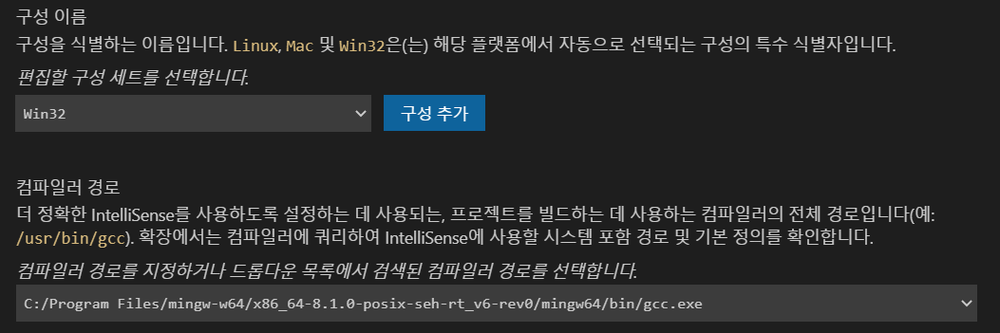 구성 이름
구성을 식별하는 이름입니다. Linux, Mac 및 Win32은(는) 해당 플랫폼에서 자동으로 선택되는 구성의 특수 식별자입니다.
편집할 구성 세트를 선택합니다.
Win32 구성 추가
컴파일러 경로
더 정확한 IntelliSense를 사용하도록 설정하는 데 사용되는, 프로젝트를 빌드하는 데 사용하는 컴파일러의 전체 경로입니다(예:
/usr/bin/gcc). 확장에서는 컴파일러에 쿼리하여 IntelliSense에 사용할 시스템 포함 경로 및 기본 정의를 확인합니다.
컴파일러 경로를 지정하거나 드롭다운 목록에서 검색된 컴파일러 경로를 선택합니다.
C:/Program Files/mingw-w64/x86_64-8.1.0-posix-seh-rt_v6-rev0/mingw64/bin/gcc.exe